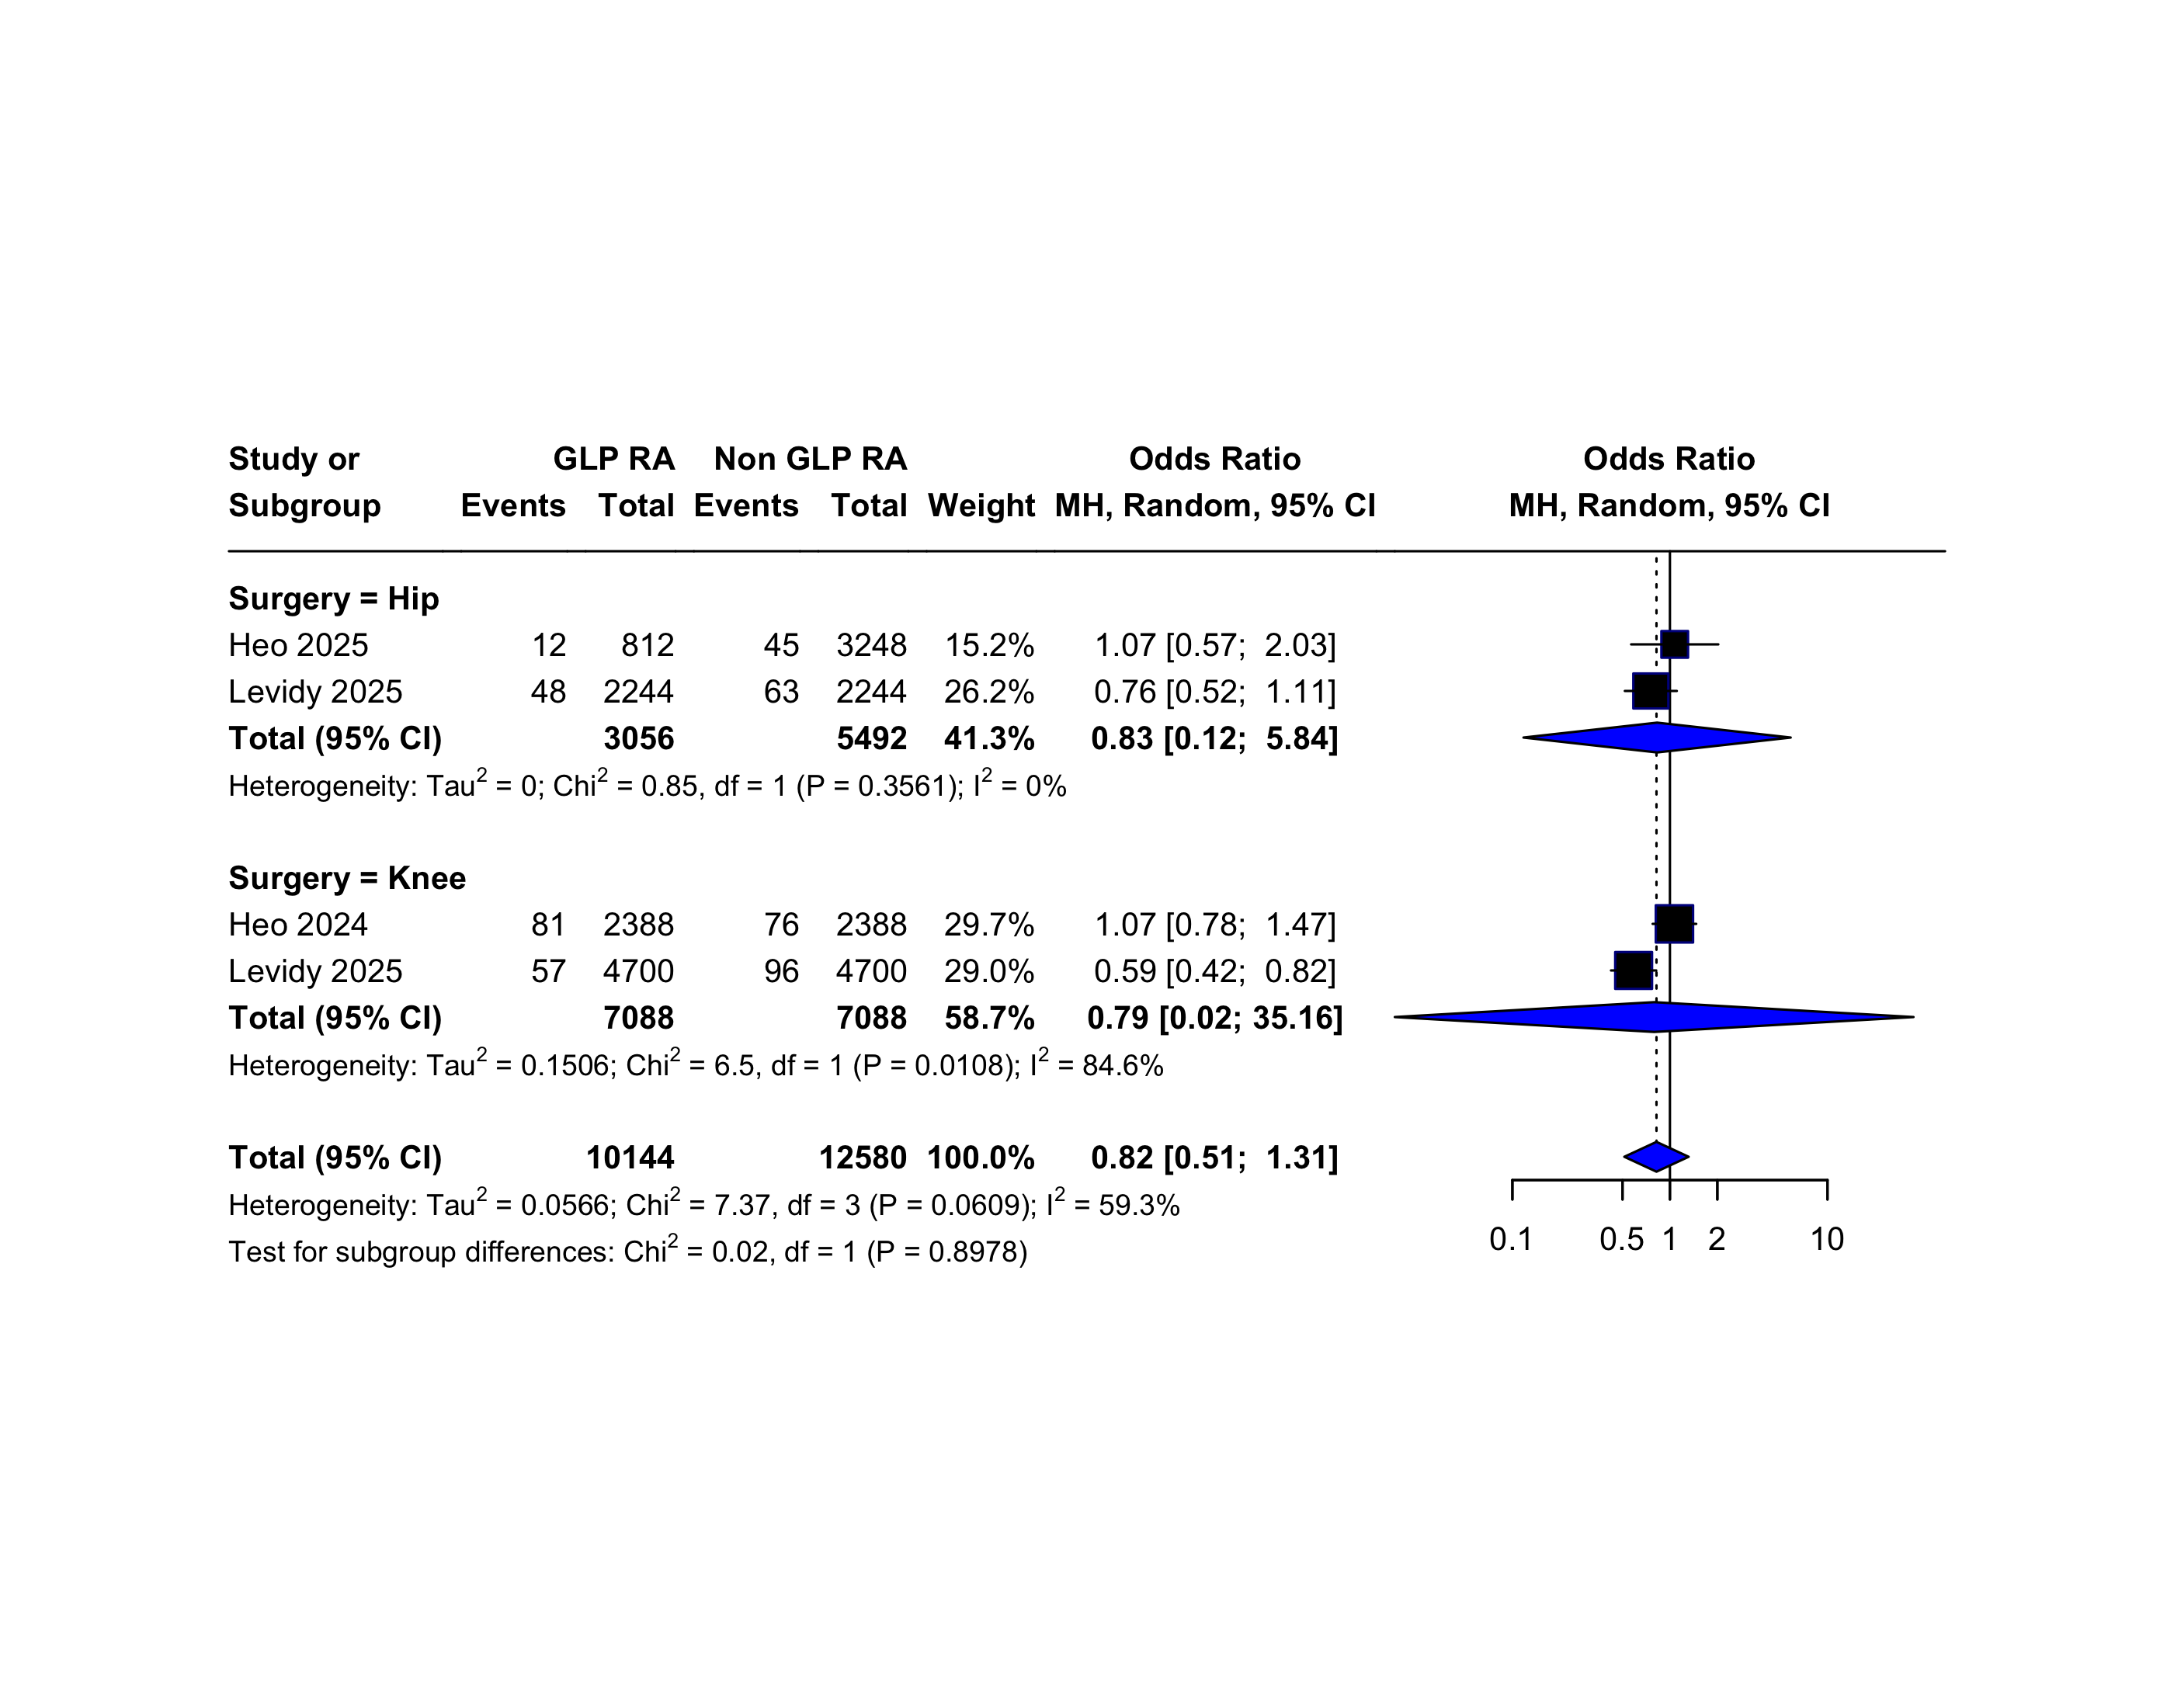 Study or GLP RA Non GLP RA Odds Ratio Odds Ratio
Subgroup Events Total Events Total Weight MH, Random, 95% CI MH, Random, 95% CI
Surgery = Hip
Heo 2025 12 812 45 3248 15.2% 1.07 [0.57; 2.03]
Levidy 2025 48 2244 63 2244 26.2% 0.76 [0.52; 1.11]
Total (95% CI) 3056 5492 41.3% 0.83 [0.12; 5.84]
Heterogeneity: Tau² = 0; Chi² = 0.85, df = 1 (P = 0.3561); I² = 0%
Surgery = Knee
Heo 2024 81 2388 76 2388 29.7% 1.07 [0.78; 1.47]
Levidy 2025 57 4700 96 4700 29.0% 0.59 [0.42; 0.82]
Total (95% CI) 7088 7088 58.7% 0.79 [0.02; 35.16]
Heterogeneity: Tau² = 0.1506; Chi² = 6.5, df = 1 (P = 0.0108); I² = 84.6%
Total (95% CI) 10144 12580 100.0% 0.82 [0.51; 1.31]
Heterogeneity: Tau² = 0.0566; Chi² = 7.37, df = 3 (P = 0.0609); I² = 59.3%
Test for subgroup differences: Chi² = 0.02, df = 1 (P = 0.8978)
0.1 0.5 1 2 10